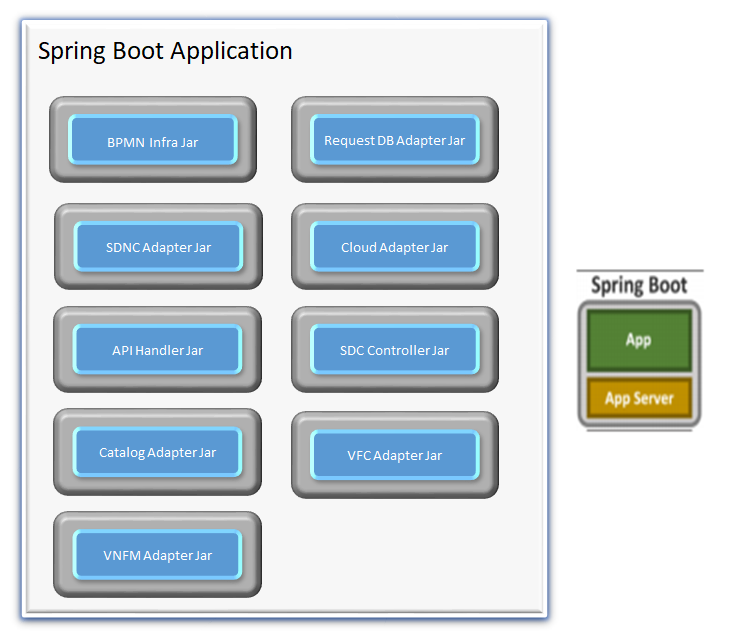 Spring Boot Application
BPMN Infra Jar
Request DB Adapter Jar
SDNC Adapter Jar
Cloud Adapter Jar
API Handler Jar
SDC Controller Jar
Catalog Adapter Jar
VFC Adapter Jar
VNFM Adapter Jar
Spring Boot
App
App Server